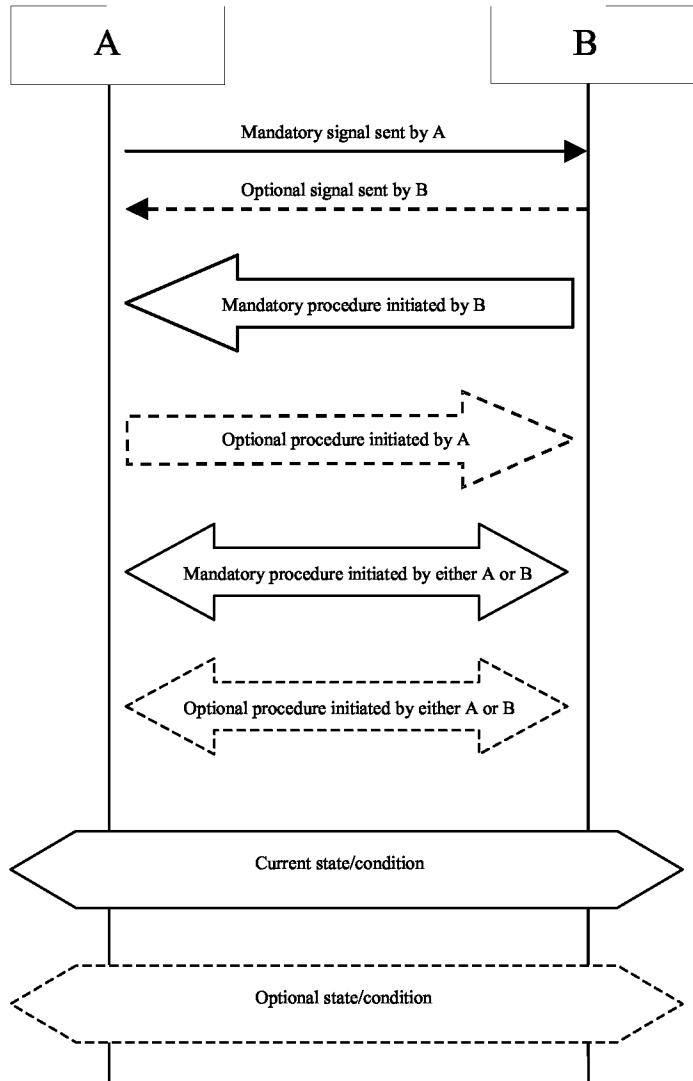 A
B
Mandatory signal sent by A
Optional signal sent by B
Mandatory procedure initiated by B
Optional procedure initiated by A
Mandatory procedure initiated by either A or B
Optional procedure initiated by either A or B
Current state/condition
Optional state/condition